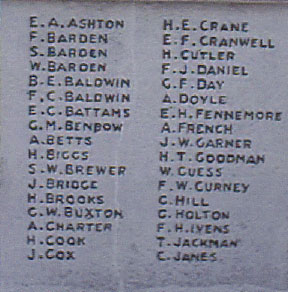 E. A. ASHTON
F. BARDEN
S. BARDEN
W. BARDEN
B. E. BALDWIN
F. C. BALDWIN
E. C. BATTAMS
G. M. BENBOW
A. BETTS
H. BIGGS
S. W. BREWER
J. BRIDGE
H. BROOKS
G. W. BUXTON
A. CHARTER
H. COOK
J. COX
H. E. CRANE
E. F. CRANWELL
H. CUTLER
F. J. DANIEL
G. F. DAY
A. DOYLE
E. H. FENNEMORE
A. FRENCH
J. W. GARNER
H. T. GOODMAN
W. GUESS
F. W. GURNEY
G. HILL
G. HOLTON
F. H. IVENS
T. JACKMAN
C. JANES